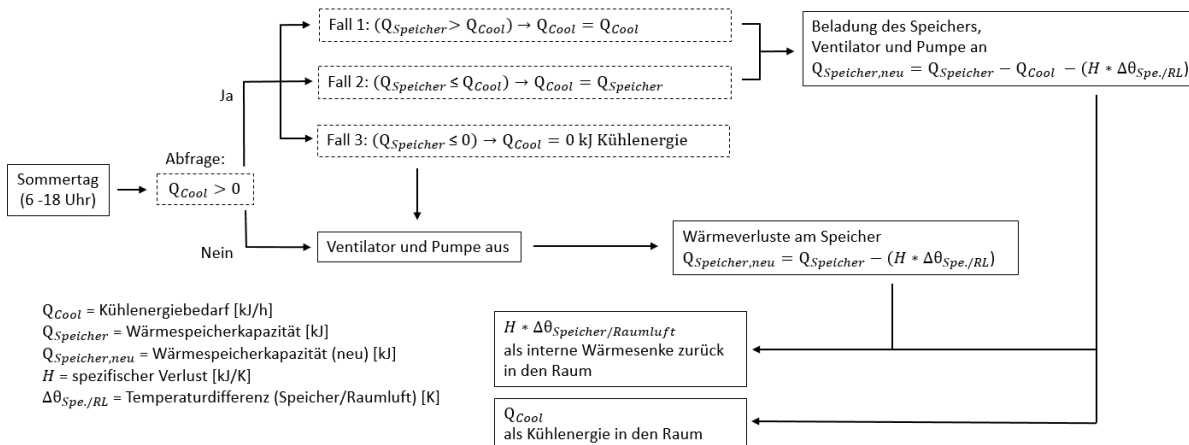 Fall 1: (Q_Speicher > Q_Cool) → Q_Cool = Q_Cool
Fall 2: (Q_Speicher ≤ Q_Cool) → Q_Cool = Q_Speicher
Fall 3: (Q_Speicher ≤ 0) → Q_Cool = 0 kJ Kühlenergie
Beladung des Speichers,
Ventilator und Pumpe an
Q_Speicher,neu = Q_Speicher − Q_Cool − (H * Δθ_Spe./RL)
Ja
Abfrage:
Sommertag
(6 -18 Uhr)
Q_Cool > 0
Nein
Ventilator und Pumpe aus
Wärmeverluste am Speicher
Q_Speicher,neu = Q_Speicher − (H * Δθ_Spe./RL)
Q_Cool = Kühlenergiebedarf [kJ/h]
Q_Speicher = Wärmespeicherkapazität [kJ]
Q_Speicher,neu = Wärmespeicherkapazität (neu) [kJ]
H = spezifischer Verlust [kJ/K]
Δθ_Spe./RL = Temperaturdifferenz (Speicher/Raumluft) [K]
H * Δθ_Speicher/Raumluft
als interne Wärmesenke zurück
in den Raum
Q_Cool
als Kühlenergie in den Raum